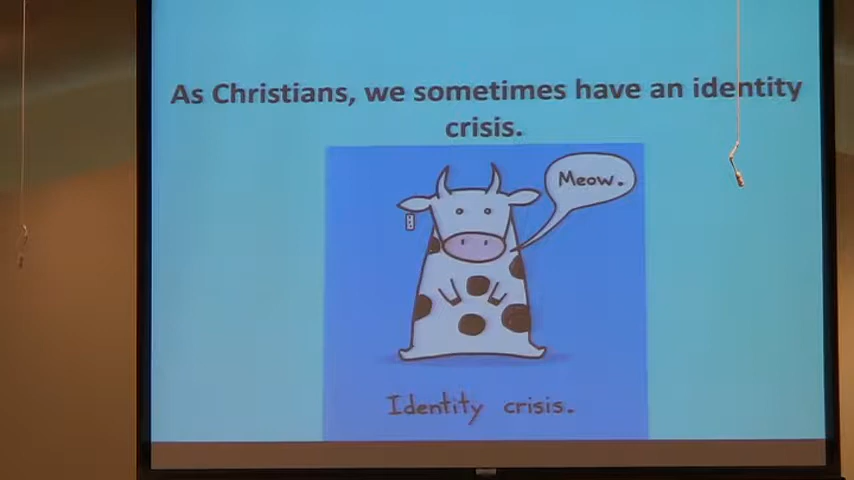 As Christians, we sometimes have an identity
crisis.
Meow.
Identity crisis.